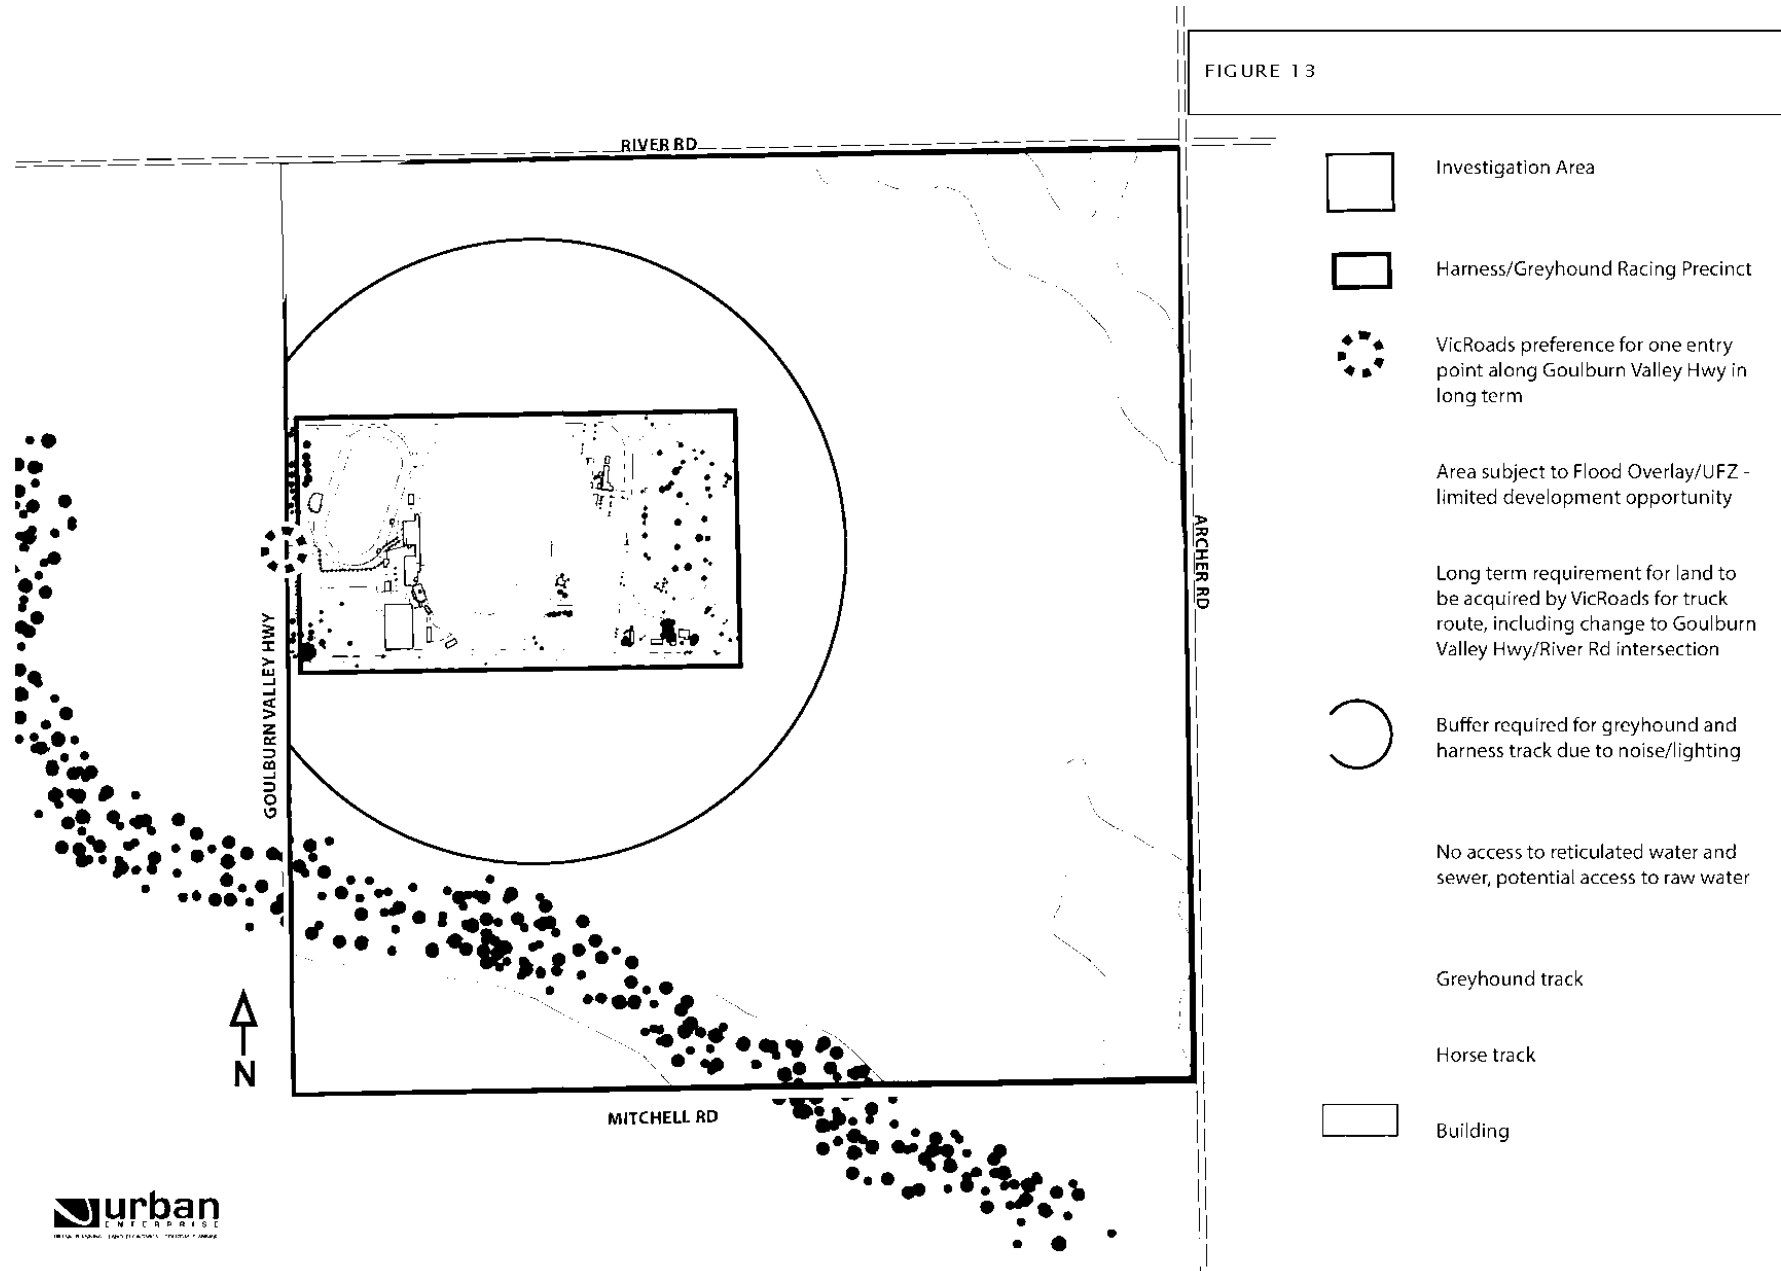 FIGURE 13
RIVER RD
Investigation Area
Harness/Greyhound Racing Precinct
VicRoads preference for one entry
point along Goulburn Valley Hwy in
long term
Area subject to Flood Overlay/UFZ -
limited development opportunity
ARCHER RD
Long term requirement for land to
be acquired by VicRoads for truck
route, including change to Goulburn
Valley Hwy/River Rd intersection
GOULBURN VALLEY HWY
Buffer required for greyhound and
harness track due to noise/lighting
No access to reticulated water and
sewer, potential access to raw water
Greyhound track
N
Horse track
MITCHELL RD
Building
urban
ENTERPRISE